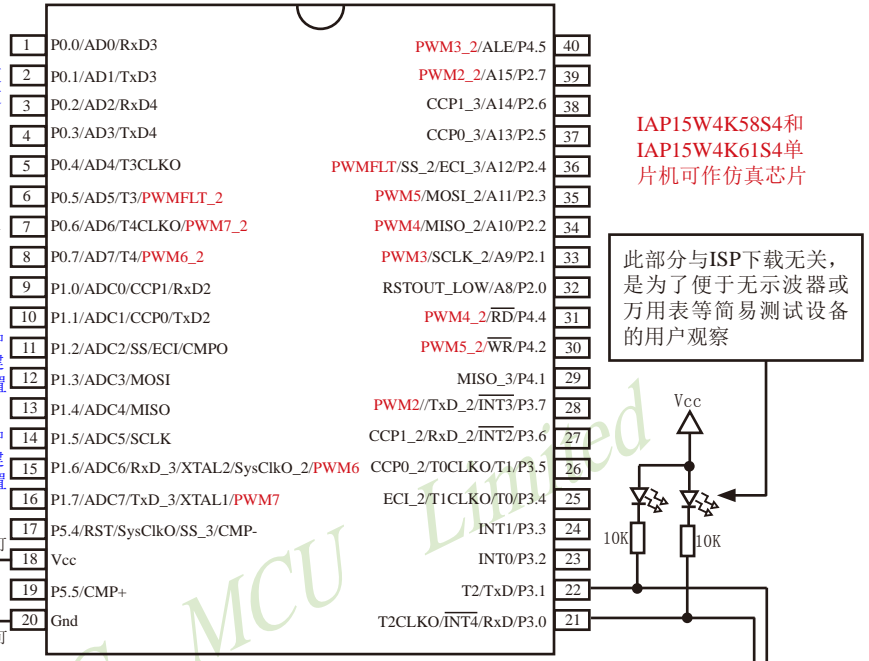 1 P0.0/AD0/RxD3
2 P0.1/AD1/TxD3
3 P0.2/AD2/RxD4
4 P0.3/AD3/TxD4
5 P0.4/AD4/T3CLKO
6 P0.5/AD5/T3/PWMFLT_2
7 P0.6/AD6/T4CLKO/PWM7_2
8 P0.7/AD7/T4/PWM6_2
9 P1.0/ADC0/CCP1/RxD2
10 P1.1/ADC1/CCP0/TxD2
11 P1.2/ADC2/SS/ECI/CMPO
12 P1.3/ADC3/MOSI
13 P1.4/ADC4/MISO
14 P1.5/ADC5/SCLK
15 P1.6/ADC6/RxD_3/XTAL2/SysClkO_2/PWM6
16 P1.7/ADC7/TxD_3/XTAL1/PWM7
17 P5.4/RST/SysClkO/SS_3/CMP-
18 Vcc
19 P5.5/CMP+
20 Gnd
PWM3_2/ALE/P4.5 40
PWM2_2/A15/P2.7 39
CCP1_3/A14/P2.6 38
CCP0_3/A13/P2.5 37
PWMFLT/SS_2/ECI_3/A12/P2.4 36
PWM5/MOSI_2/A11/P2.3 35
PWM4/MISO_2/A10/P2.2 34
PWM3/SCLK_2/A9/P2.1 33
RSTOUT_LOW/A8/P2.0 32
PWM4_2/RD/P4.4 31
PWM5_2/WR/P4.2 30
MISO_3/P4.1 29
PWM2//TxD_2/INT3/P3.7 28
CCP1_2/RxD_2/INT2/P3.6 27
CCP0_2/T0CLKO/T1/P3.5 26
ECI_2/T1CLKO/T0/P3.4 25
INT1/P3.3 24
INT0/P3.2 23
T2/TxD/P3.1 22
T2CLKO/INT4/RxD/P3.0 21
IAP15W4K58S4和
IAP15W4K61S4单
片机可作仿真芯片
此部分与ISP下载无关，
是为了便于无示波器或
万用表等简易测试设备
的用户观察
Vcc
10K
10K
MCU Limited